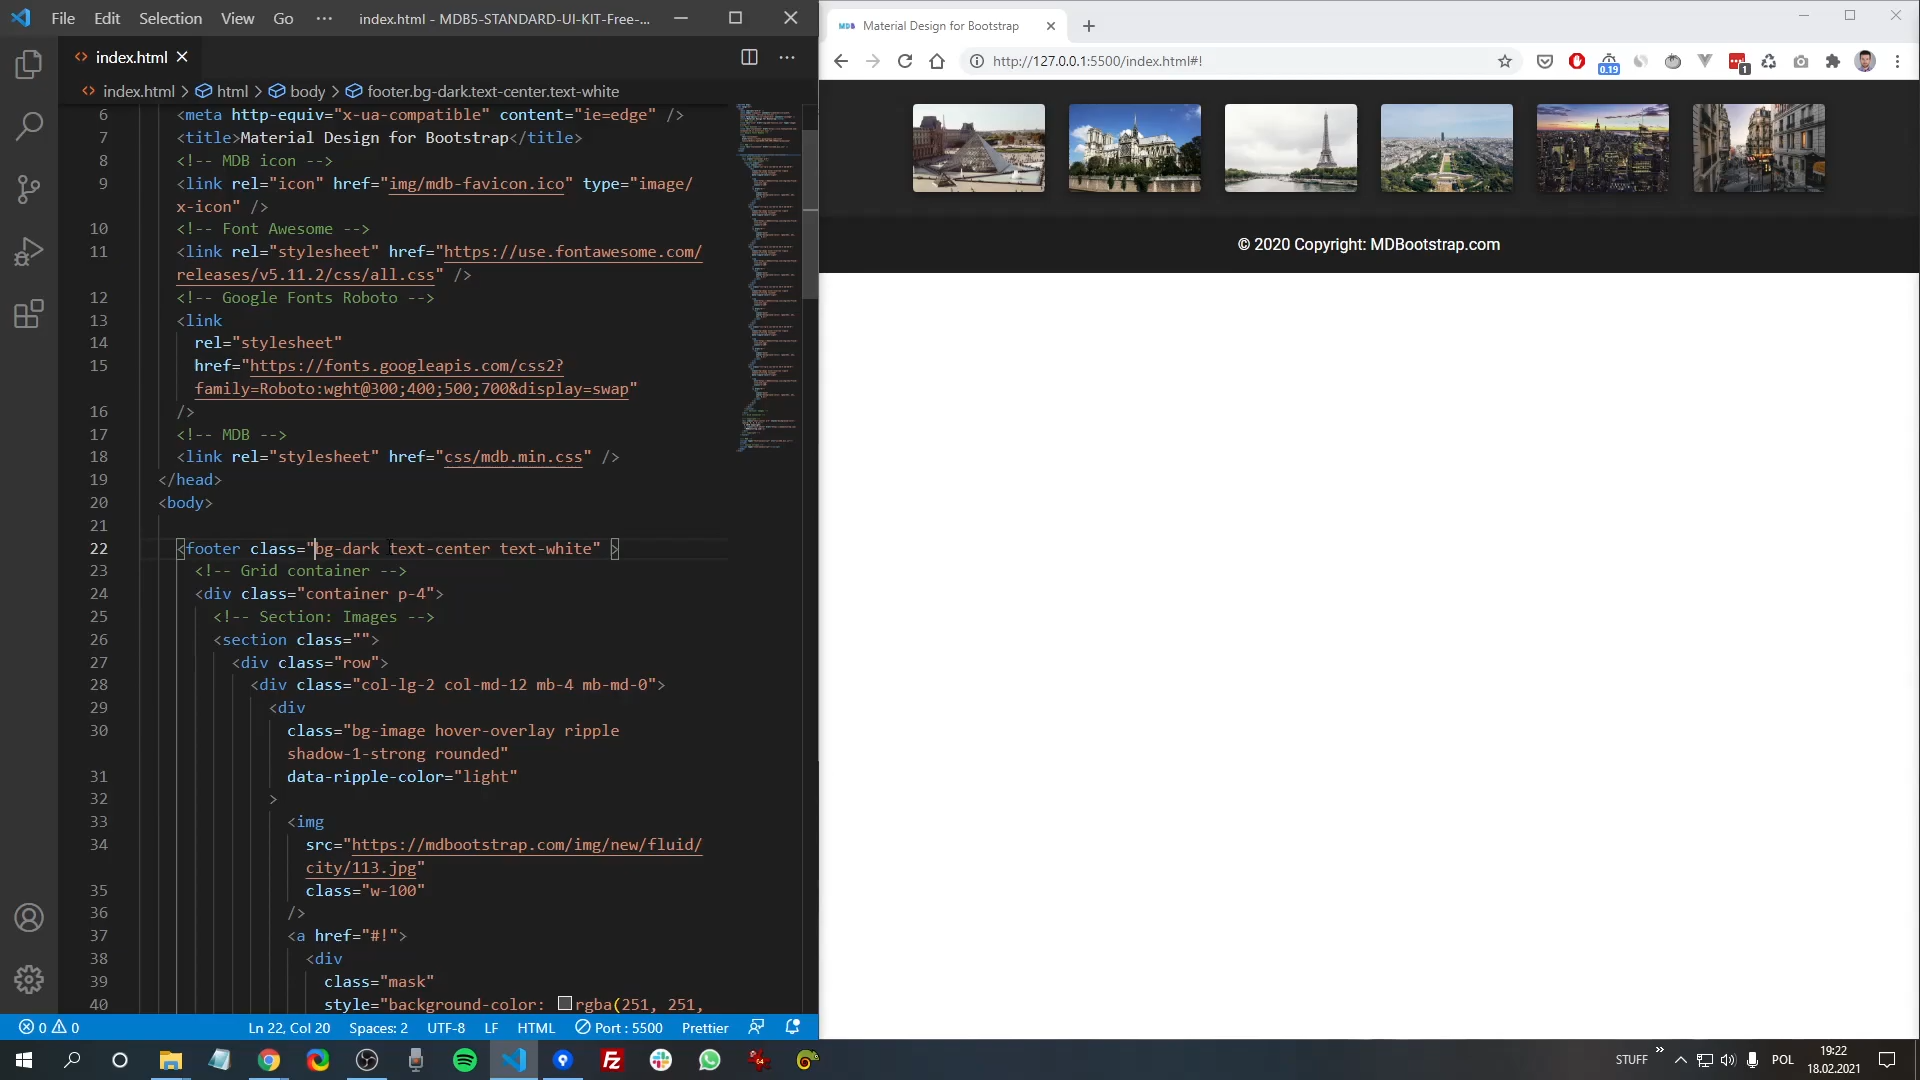 File Edit Selection View Go ··· index.html - MDB5-STANDARD-UI-KIT-Free-...
index.html
index.html > html > body > footer.bg-dark.text-center.text-white
6 <meta http-equiv="x-ua-compatible" content="ie=edge" />
7 <title>Material Design for Bootstrap</title>
8 <!-- MDB icon -->
9 <link rel="icon" href="img/mdb-favicon.ico" type="image/
x-icon" />
10 <!-- Font Awesome -->
11 <link rel="stylesheet" href="https://use.fontawesome.com/
releases/v5.11.2/css/all.css" />
12 <!-- Google Fonts Roboto -->
13 <link
14 rel="stylesheet"
15 href="https://fonts.googleapis.com/css2?
family=Roboto:wght@300;400;500;700&display=swap"
16 />
17 <!-- MDB -->
18 <link rel="stylesheet" href="css/mdb.min.css" />
19 </head>
20 <body>
21
22 <footer class="bg-dark text-center text-white" >
23 <!-- Grid container -->
24 <div class="container p-4">
25 <!-- Section: Images -->
26 <section class="">
27 <div class="row">
28 <div class="col-lg-2 col-md-12 mb-4 mb-md-0">
29 <div
30 class="bg-image hover-overlay ripple
shadow-1-strong rounded"
31 data-ripple-color="light"
32 >
33 <img
34 src="https://mdbootstrap.com/img/new/fluid/
city/113.jpg"
35 class="w-100"
36 />
37 <a href="#!">
38 <div
39 class="mask"
40 style="background-color: rgba(251, 251,
0 0 Ln 22, Col 20 Spaces: 2 UTF-8 LF HTML Port : 5500 Prettier
MDB Material Design for Bootstrap
http://127.0.0.1:5500/index.html#!
0.19
1
© 2020 Copyright: MDBootstrap.com
64
STUFF » POL 19:22
18.02.2021